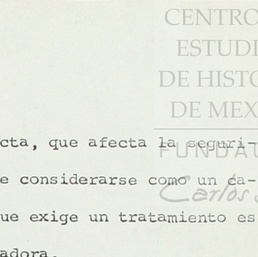 CENTRO
ESTUDI
DE HISTO
DE MEX
FUNDA
Carlos S
cta, que afecta la seguri-
e considerarse como un ca-
ue exige un tratamiento es
adora.